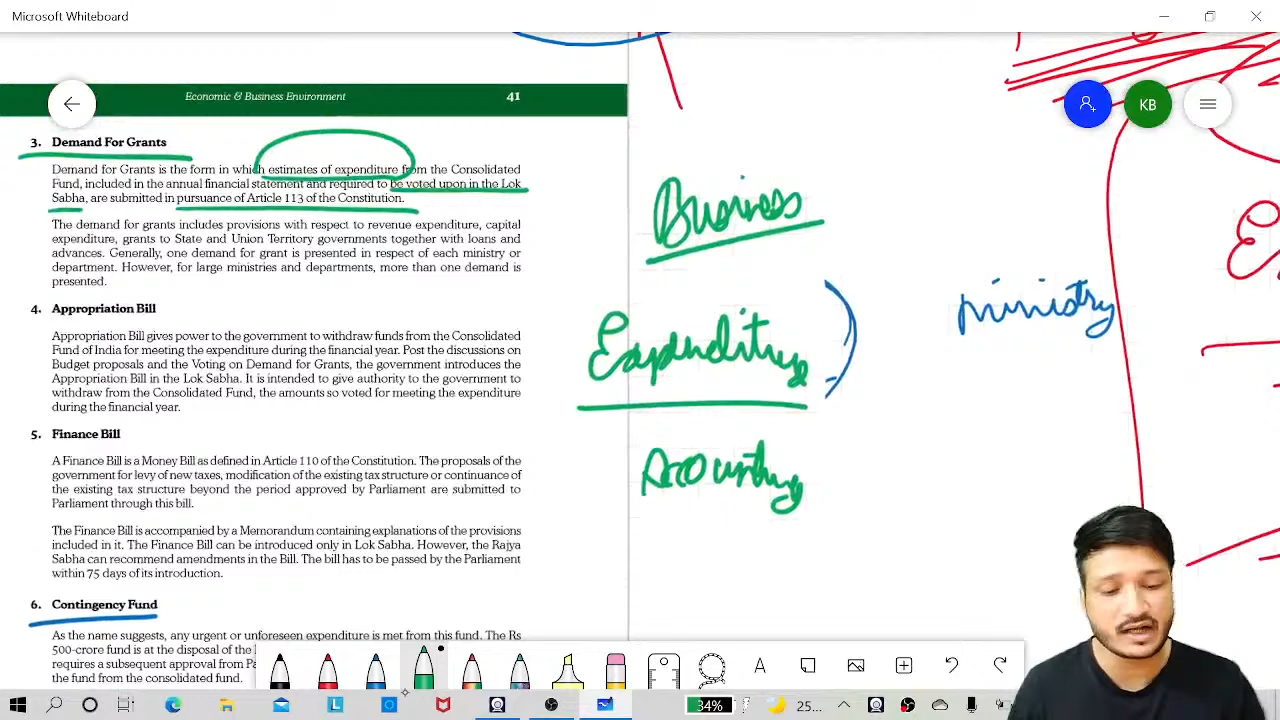 Microsoft Whiteboard
Economic & Business Environment 41
KB
3. Demand For Grants
Demand for Grants is the form in which estimates of expenditure from the Consolidated
Fund, included in the annual financial statement and required to be voted upon in the Lok
Sabha, are submitted in pursuance of Article 113 of the Constitution.
The demand for grants includes provisions with respect to revenue expenditure, capital
expenditure, grants to State and Union Territory governments together with loans and
advances. Generally, one demand for grant is presented in respect of each ministry or
department. However, for large ministries and departments, more than one demand is
presented.
4. Appropriation Bill
Appropriation Bill gives power to the government to withdraw funds from the Consolidated
Fund of India for meeting the expenditure during the financial year. Post the discussions on
Budget proposals and the Voting on Demand for Grants, the government introduces the
Appropriation Bill in the Lok Sabha. It is intended to give authority to the government to
withdraw from the Consolidated Fund, the amounts so voted for meeting the expenditure
during the financial year.
5. Finance Bill
A Finance Bill is a Money Bill as defined in Article 110 of the Constitution. The proposals of the
government for levy of new taxes, modification of the existing tax structure or continuance of
the existing tax structure beyond the period approved by Parliament are submitted to
Parliament through this bill.
The Finance Bill is accompanied by a Memorandum containing explanations of the provisions
included in it. The Finance Bill can be introduced only in Lok Sabha. However, the Rajya
Sabha can recommend amendments in the Bill. The bill has to be passed by the Parliament
within 75 days of its introduction.
6. Contingency Fund
As the name suggests, any urgent or unforeseen expenditure is met from this fund. The Rs
500-crore fund is at the disposal of the
requires a subsequent approval from
the fund from the consolidated fund.
Business
Expenditure
Accounting
ministry
34%
25...